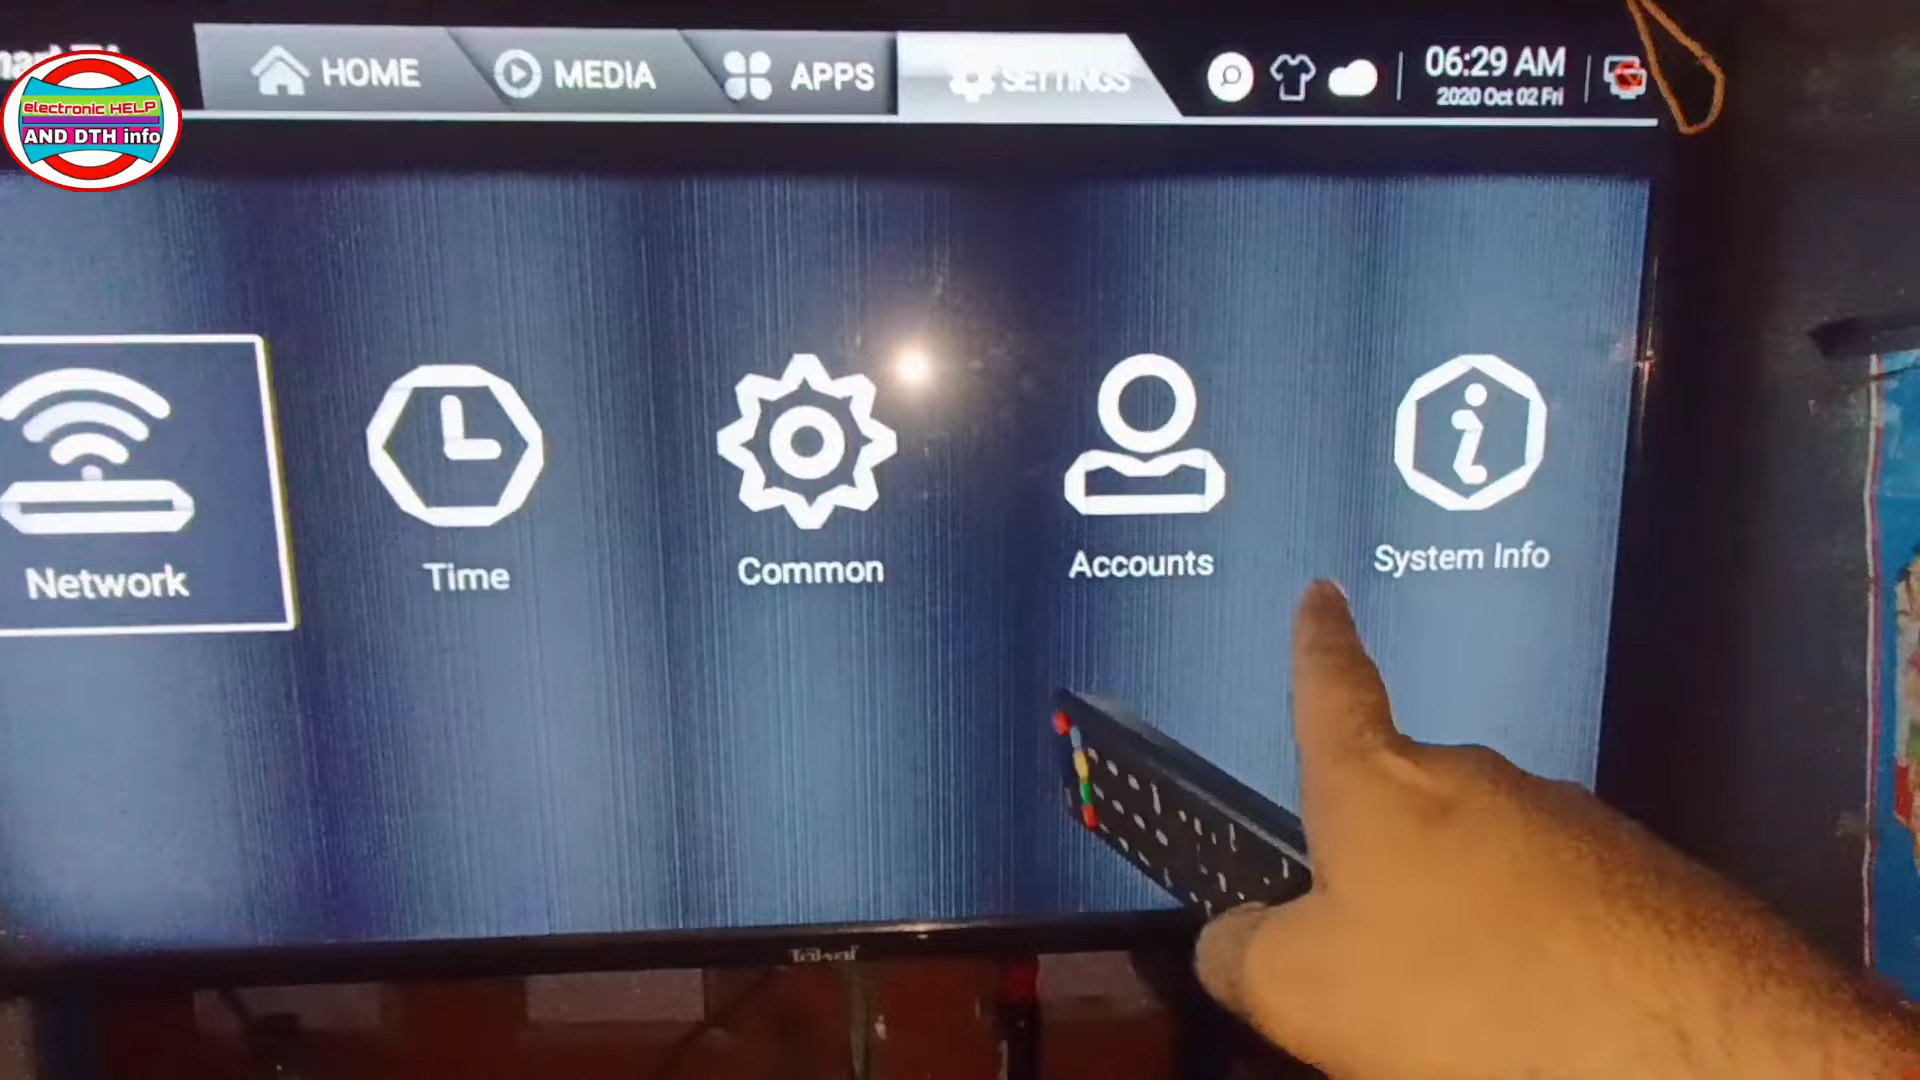 electronic HELP
AND DTH info
HOME
MEDIA
APPS
SETTINGS
06:29 AM
2020 Oct 02 Fri
Network
Time
Common
Accounts
System Info